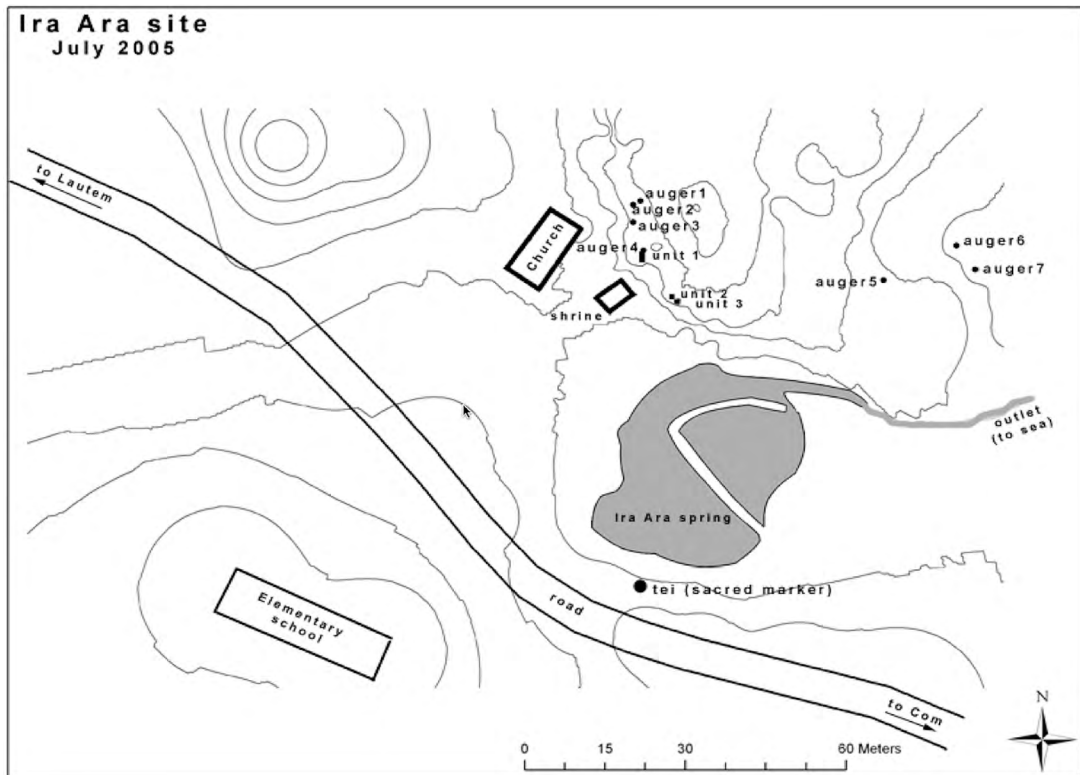 Ira Ara site
July 2005
to Lautem
auger1
auger2
auger3
Church
auger4
unit 1
auger6
auger7
auger5
unit 2
unit 3
shrine
outlet
(to sea)
Ira Ara spring
tei (sacred marker)
road
Elementary
school
to Com
N
0 15 30 60 Meters